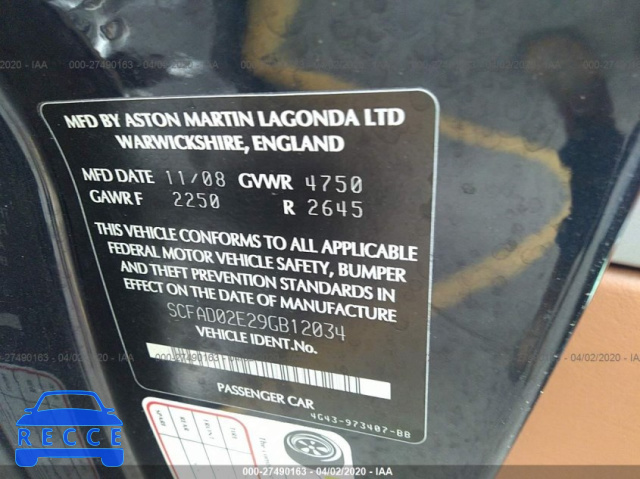 000-27490163 - 04/02/2020 - IAA
MFD BY ASTON MARTIN LAGONDA LTD
WARWICKSHIRE, ENGLAND
MFD DATE 11/08 GVWR 4750
GAWR F 2250 R 2645
THIS VEHICLE CONFORMS TO ALL APPLICABLE
FEDERAL MOTOR VEHICLE SAFETY, BUMPER
AND THEFT PREVENTION STANDARDS IN
EFFECT ON THE DATE OF MANUFACTURE
SCFAD02E29GB12034
VEHICLE IDENT. No.
PASSENGER CAR
4G43-973407-BB
RECCE
000-27490163 - 04/02/2020 - IAA